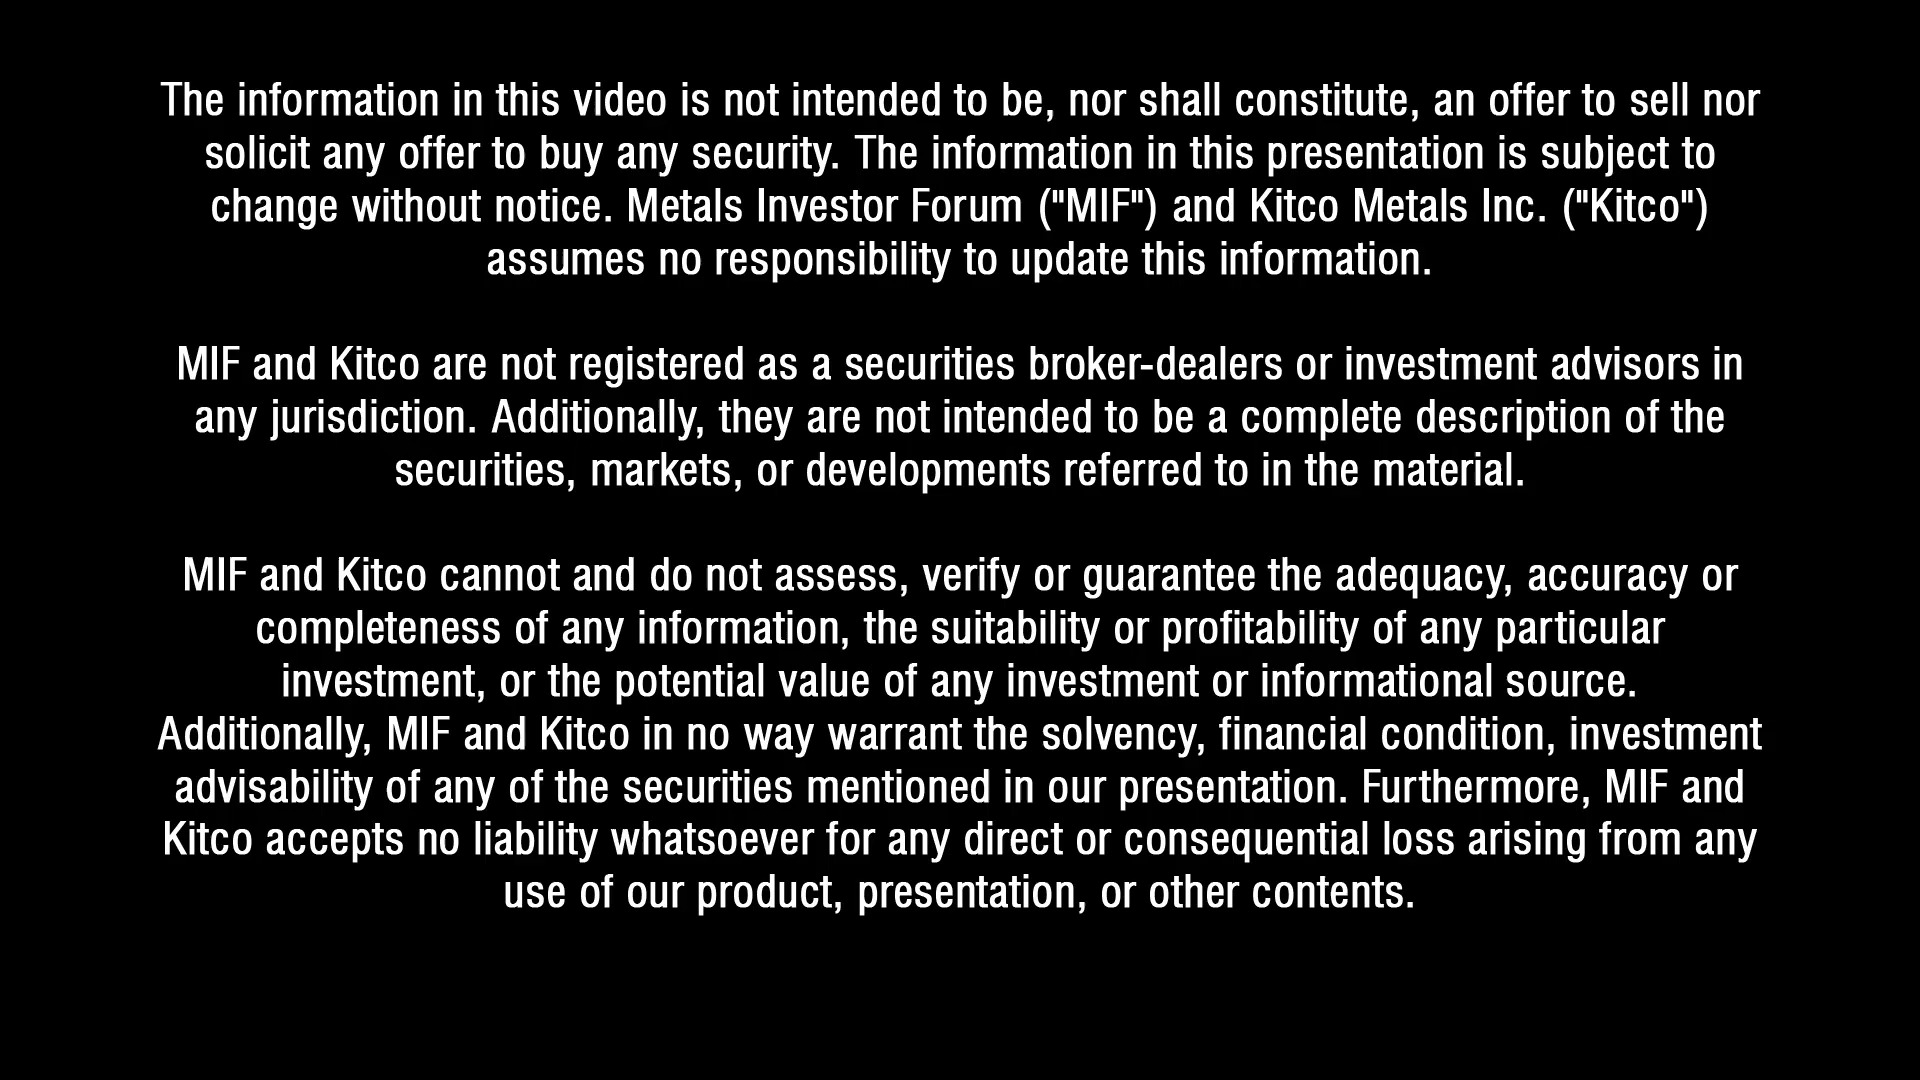 The information in this video is not intended to be, nor shall constitute, an offer to sell nor
solicit any offer to buy any security. The information in this presentation is subject to
change without notice. Metals Investor Forum ("MIF") and Kitco Metals Inc. ("Kitco")
assumes no responsibility to update this information.
MIF and Kitco are not registered as a securities broker-dealers or investment advisors in
any jurisdiction. Additionally, they are not intended to be a complete description of the
securities, markets, or developments referred to in the material.
MIF and Kitco cannot and do not assess, verify or guarantee the adequacy, accuracy or
completeness of any information, the suitability or profitability of any particular
investment, or the potential value of any investment or informational source.
Additionally, MIF and Kitco in no way warrant the solvency, financial condition, investment
advisability of any of the securities mentioned in our presentation. Furthermore, MIF and
Kitco accepts no liability whatsoever for any direct or consequential loss arising from any
use of our product, presentation, or other contents.